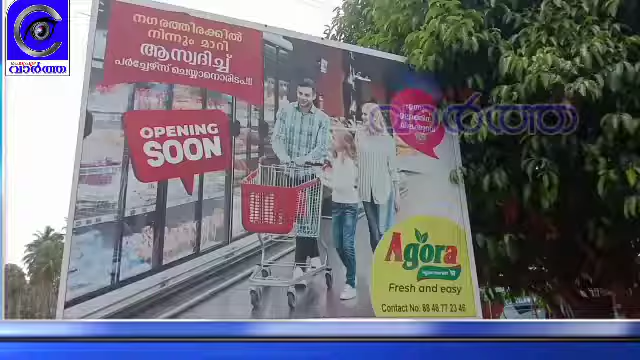 വാർത്ത
നഗരത്തിരക്കിൽ
നിന്നും മാറി
ആസ്വദിച്ച്
പർച്ചേഴ്സ് ചെയ്യാനൊരിടം..!!
OPENING
SOON
വാർത്ത
Agora
Fresh and easy
Contact No: 88 48 77 23 46